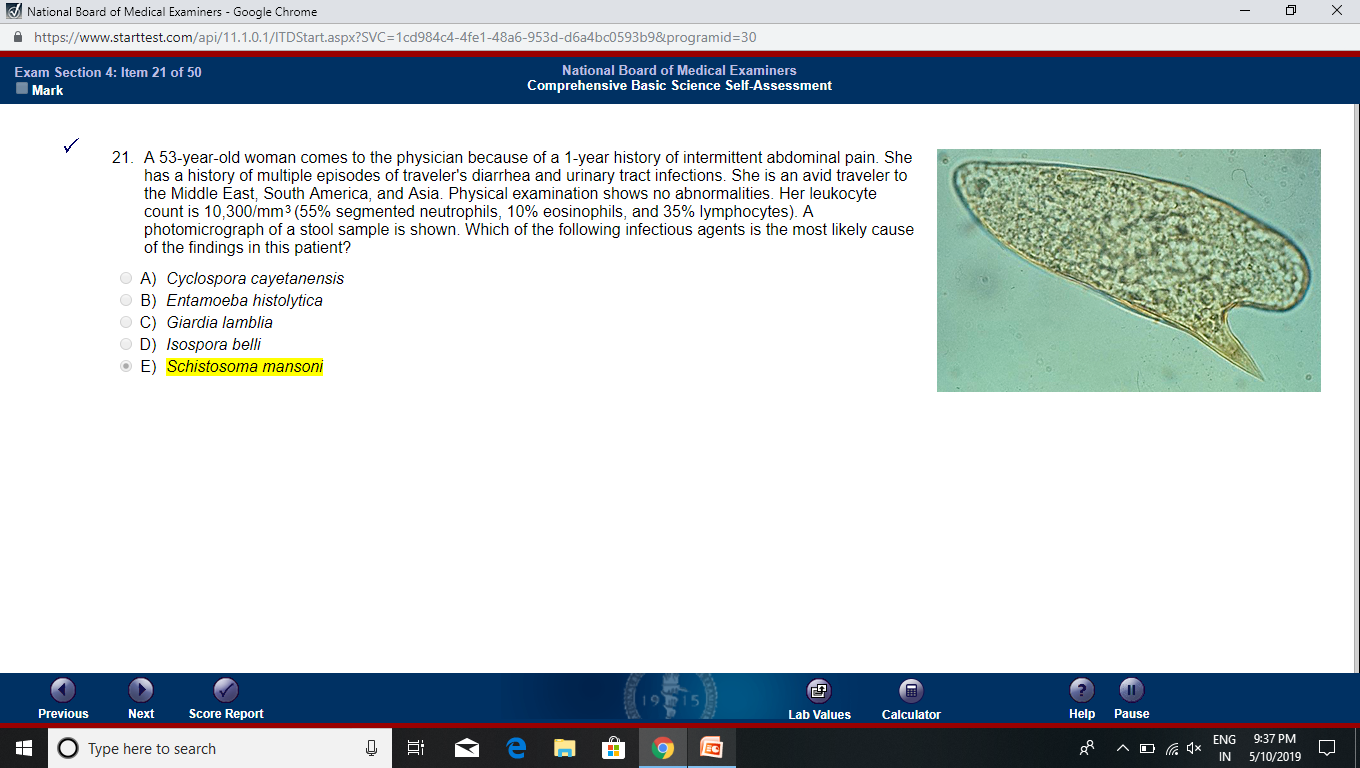 National Board of Medical Examiners - Google Chrome
https://www.starttest.com/api/11.1.0.1/ITDStart.aspx?SVC=1cd984c4-4fe1-48a6-953d-d6a4bc0593b9&programid=30
Exam Section 4: Item 21 of 50
National Board of Medical Examiners
Mark
Comprehensive Basic Science Self-Assessment
21. A 53-year-old woman comes to the physician because of a 1-year history of intermittent abdominal pain. She
has a history of multiple episodes of traveler's diarrhea and urinary tract infections. She is an avid traveler to
the Middle East, South America, and Asia. Physical examination shows no abnormalities. Her leukocyte
count is 10,300/mm³ (55% segmented neutrophils, 10% eosinophils, and 35% lymphocytes). A
photomicrograph of a stool sample is shown. Which of the following infectious agents is the most likely cause
of the findings in this patient?
A) Cyclospora cayetanensis
B) Entamoeba histolytica
C) Giardia lamblia
D) Isospora belli
E) Schistosoma mansoni
Previous
Next
Score Report
19 15
Lab Values
Calculator
Help
Pause
Type here to search
ENG
IN
9:37 PM
5/10/2019